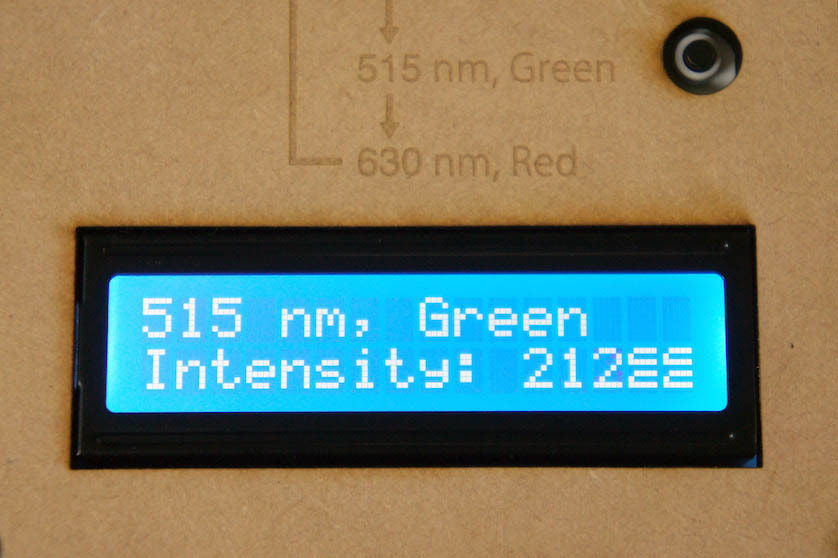 515 nm, Green
630 nm, Red
515 nm, Green
Intensity: 212≡≡